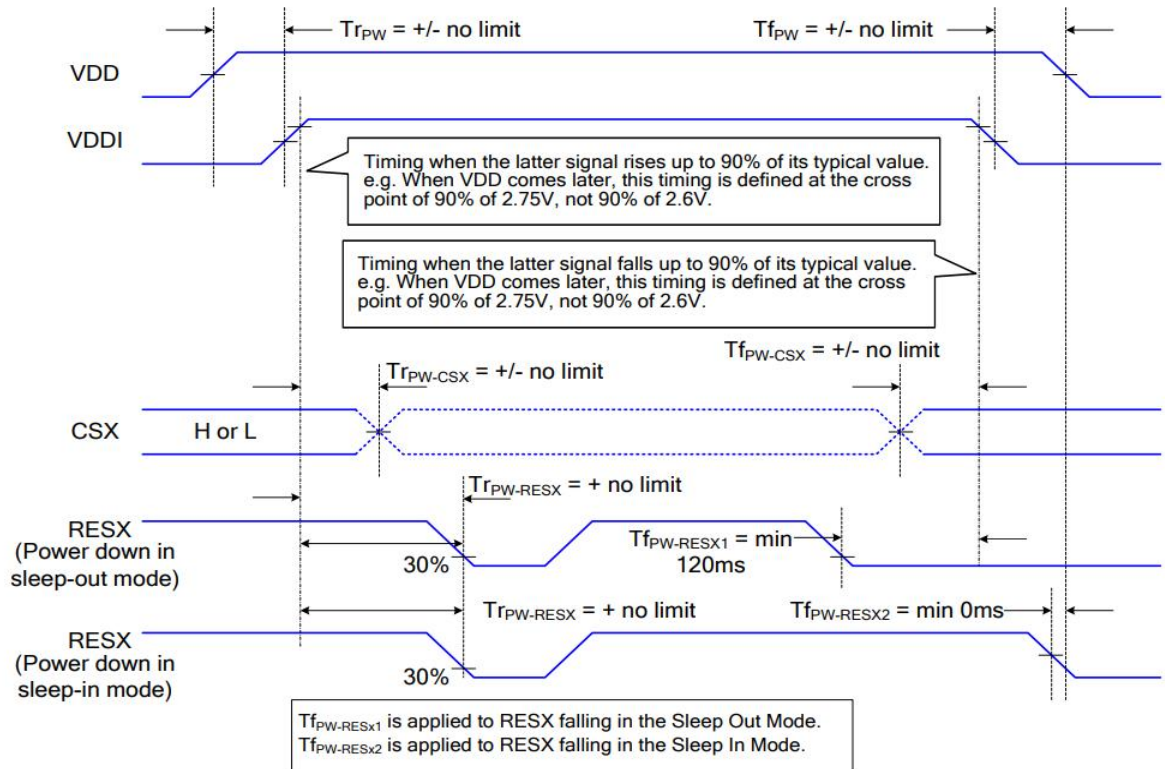 TrPW = +/- no limit
TfPW = +/- no limit
VDD
VDDI
Timing when the latter signal rises up to 90% of its typical value.
e.g. When VDD comes later, this timing is defined at the cross
point of 90% of 2.75V, not 90% of 2.6V.
Timing when the latter signal falls up to 90% of its typical value.
e.g. When VDD comes later, this timing is defined at the cross
point of 90% of 2.75V, not 90% of 2.6V.
TfPW-CSX = +/- no limit
TrPW-CSX = +/- no limit
CSX
H or L
TrPW-RESX = + no limit
RESX
(Power down in
sleep-out mode)
30%
TfPW-RESX1 = min
120ms
TrPW-RESX = + no limit
TfPW-RESX2 = min 0ms
RESX
(Power down in
sleep-in mode)
30%
TfPW-RESx1 is applied to RESX falling in the Sleep Out Mode.
TfPW-RESx2 is applied to RESX falling in the Sleep In Mode.